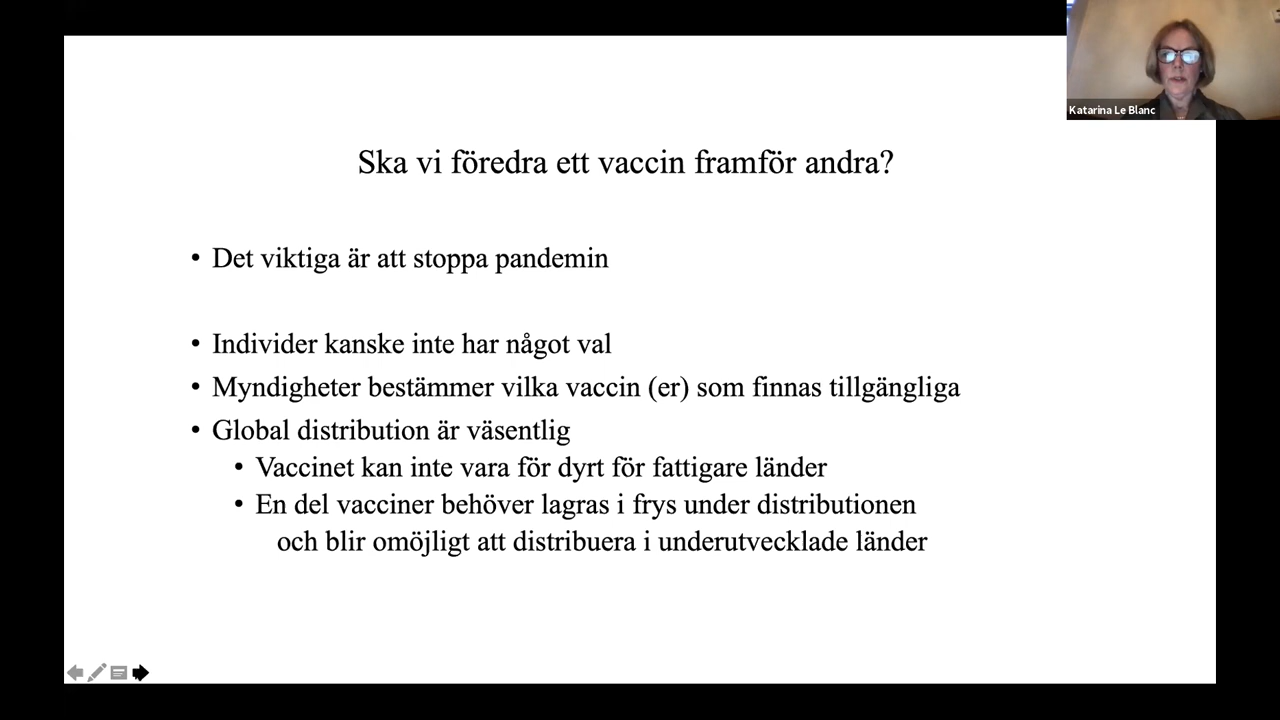 Katarina Le Blanc
Ska vi föredra ett vaccin framför andra?
• Det viktiga är att stoppa pandemin
• Individer kanske inte har något val
• Myndigheter bestämmer vilka vaccin (er) som finnas tillgängliga
• Global distribution är väsentlig
• Vaccinet kan inte vara för dyrt för fattigare länder
• En del vacciner behöver lagras i frys under distributionen
och blir omöjligt att distribuera i underutvecklade länder